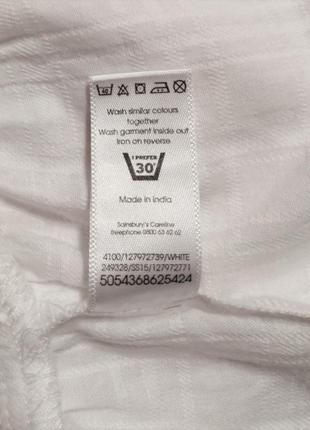 40
Wash similar colours
together
Wash garment inside out
Iron on reverse
I PREFER
30°
Made in India
Sainsbury's Careline
freephone 0800 63 62 62
4100/127972739/WHITE
249328/SS15/127972771
5054368625424